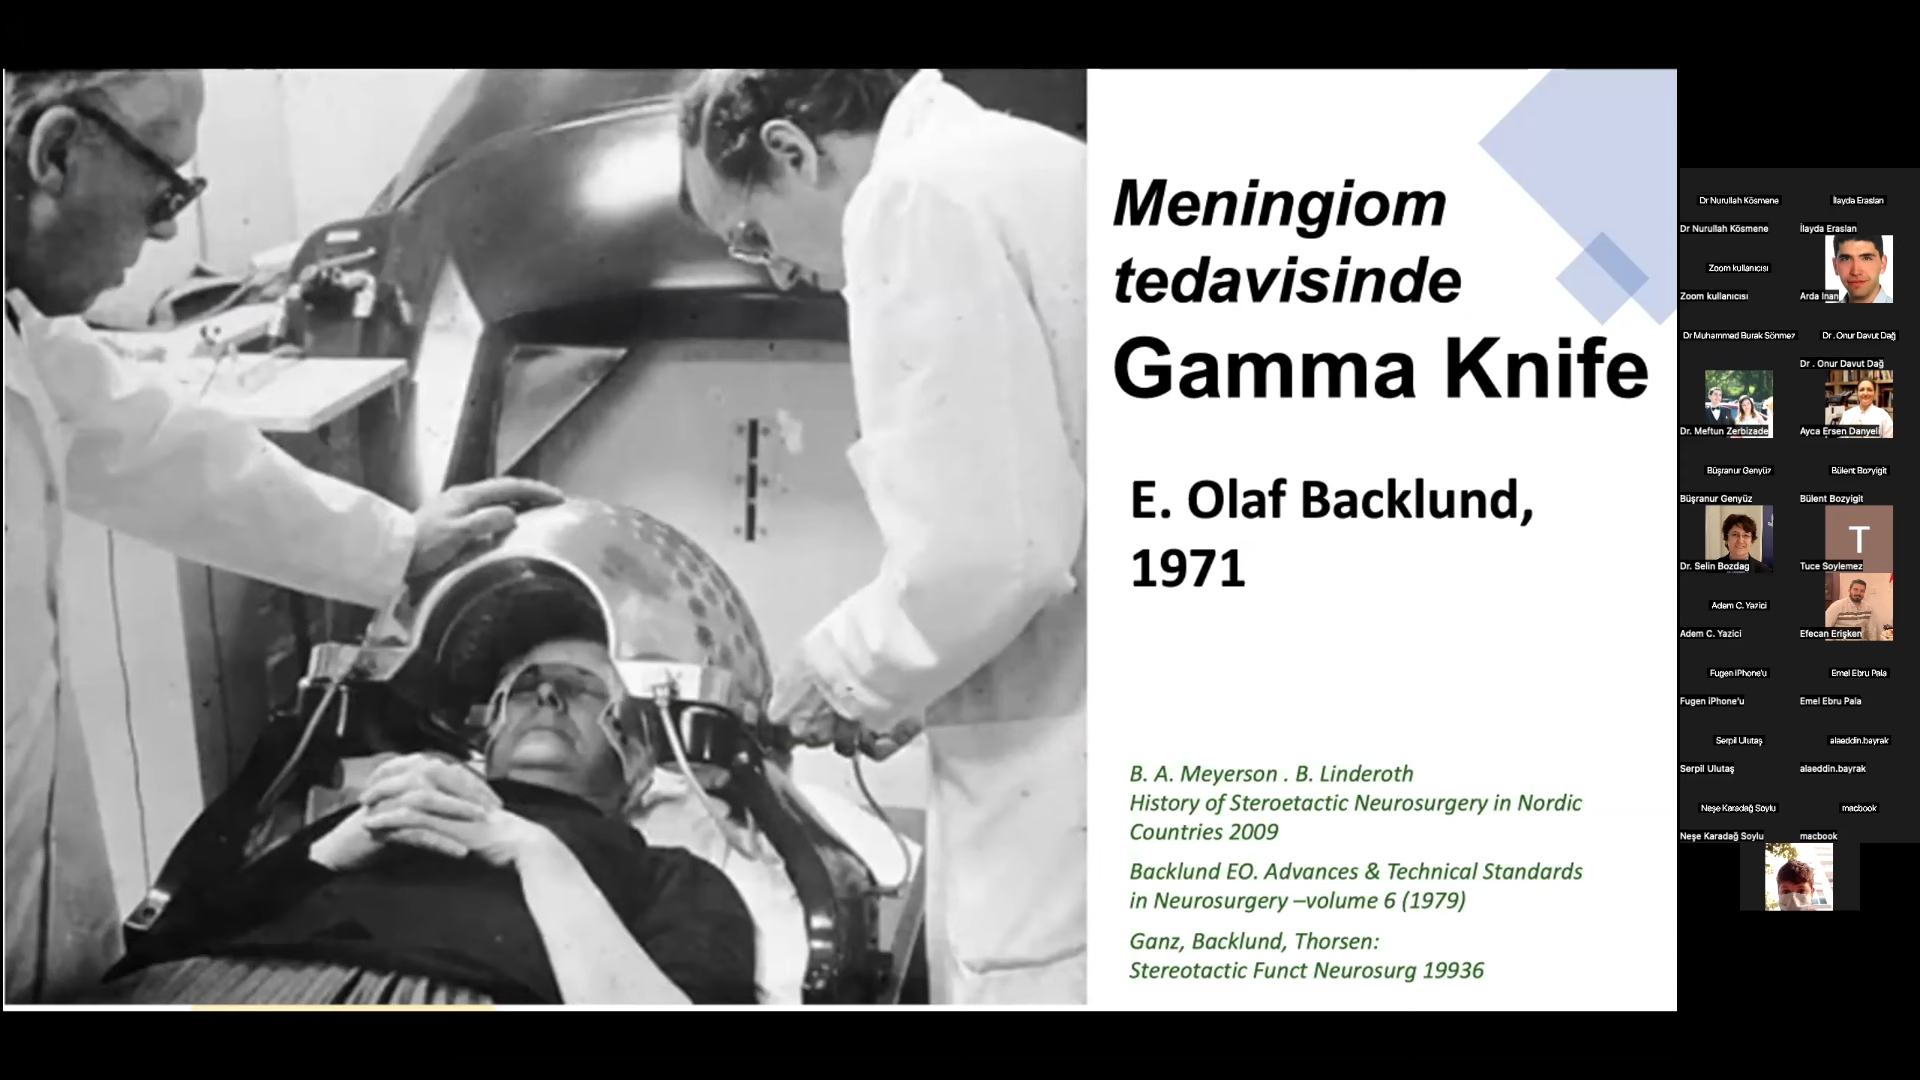 Meningiom
tedavisinde
Gamma Knife
E. Olaf Backlund,
1971
B. A. Meyerson . B. Linderoth
History of Steroetactic Neurosurgery in Nordic
Countries 2009
Backlund EO. Advances & Technical Standards
in Neurosurgery –volume 6 (1979)
Ganz, Backlund, Thorsen:
Stereotactic Funct Neurosurg 19936
Dr Nurullah Kösmene
İlayda Eraslan
Dr Nurullah Kösmene
İlayda Eraslan
Zoom kullanıcısı
Zoom kullanıcısı
Arda Inan
Dr Muhammed Burak Sönmez
Dr . Onur Davut Dağ
Dr . Onur Davut Dağ
Dr. Meftun Zerbizade
Ayca Ersen Danyeli
Büşranur Genyüz
Bülent Bozyigit
Büşranur Genyüz
Bülent Bozyigit
T
Dr. Selin Bozdag
Tuce Soylemez
Adem C. Yazici
Adem C. Yazici
Efecan Erişken
Fugen iPhone'u
Emel Ebru Pala
Fugen iPhone'u
Emel Ebru Pala
Serpil Ulutaş
alaeddin.bayrak
Serpil Ulutaş
alaeddin.bayrak
Neşe Karadağ Soylu
macbook
Neşe Karadağ Soylu
macbook